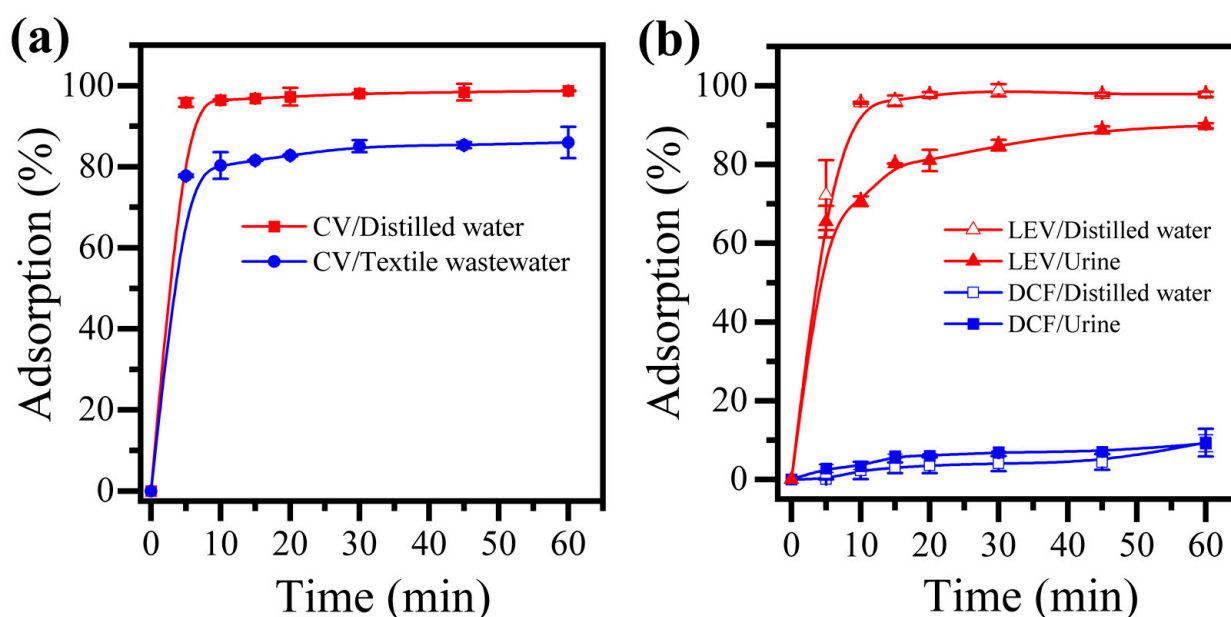 (a)
Adsorption (%)
100
80
60
40
20
0
CV/Distilled water
CV/Textile wastewater
0 10 20 30 40 50 60
Time (min)
(b)
Adsorption (%)
100
80
60
40
20
0
LEV/Distilled water
LEV/Urine
DCF/Distilled water
DCF/Urine
0 10 20 30 40 50 60
Time (min)